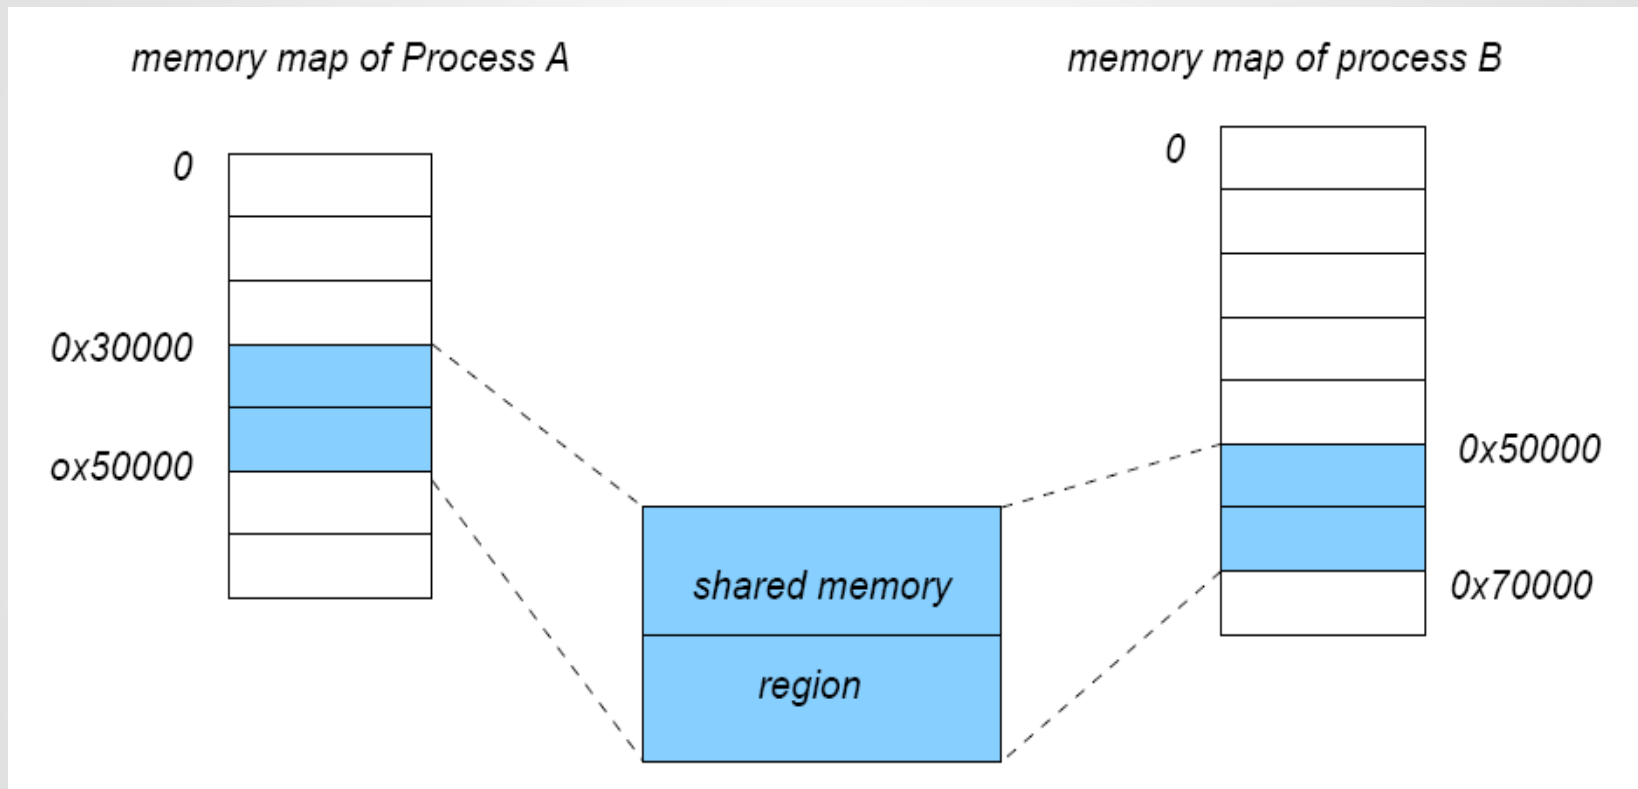 memory map of Process A
memory map of process B
0
0
0x30000
ox50000
0x50000
0x70000
shared memory
region